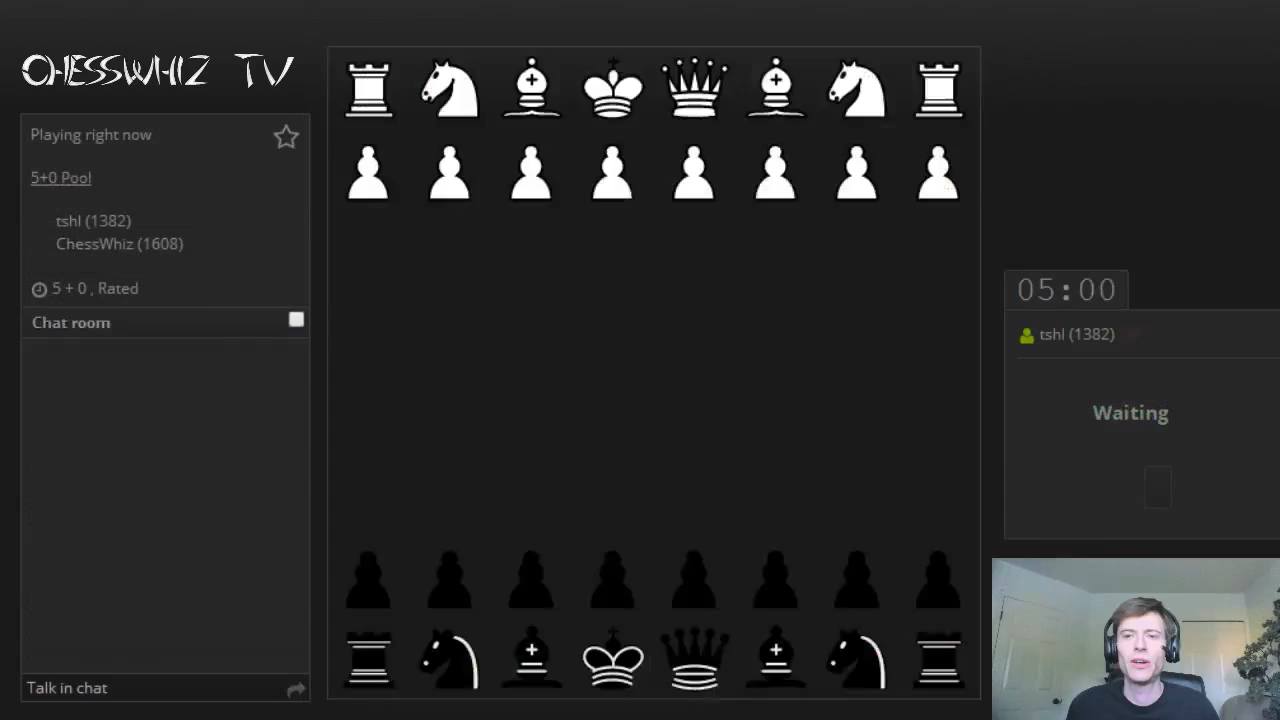 CHESSWHIZ TV
Playing right now
5+0 Pool
tshl (1382)
ChessWhiz (1608)
5 + 0 , Rated
Chat room
Talk in chat
05:00
tshl (1382)
Waiting